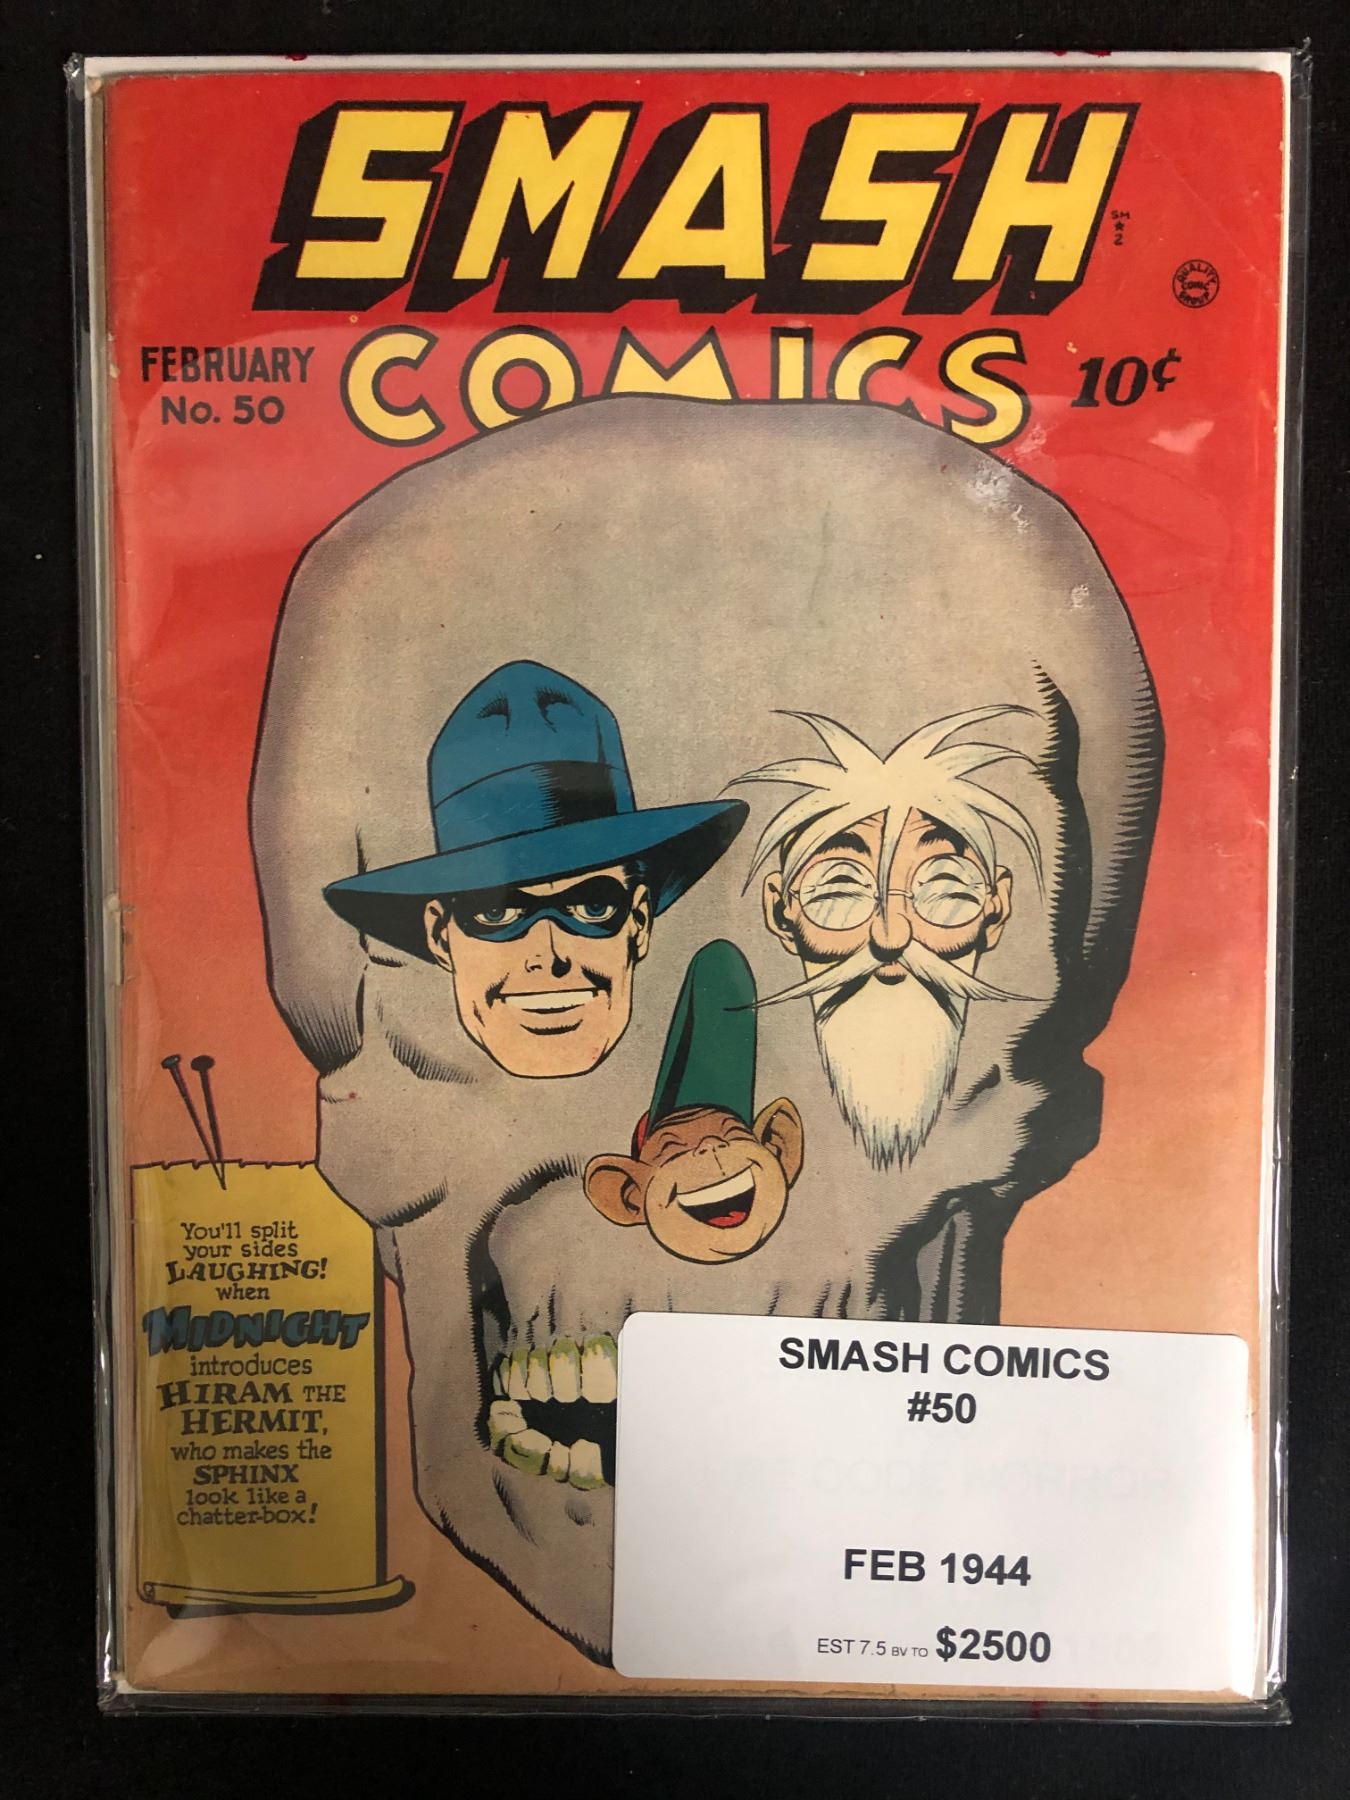 SMASH
SM
★
2
QUALITY
COMIC
GROUP
COMICS
FEBRUARY
No. 50
10¢
You'll split
your sides
LAUGHING!
when
MIDNIGHT
introduces
HIRAM THE
HERMIT,
who makes the
SPHINX
look like a
chatter-box!
SMASH COMICS
#50
FEB 1944
EST 7.5 BV TO $2500